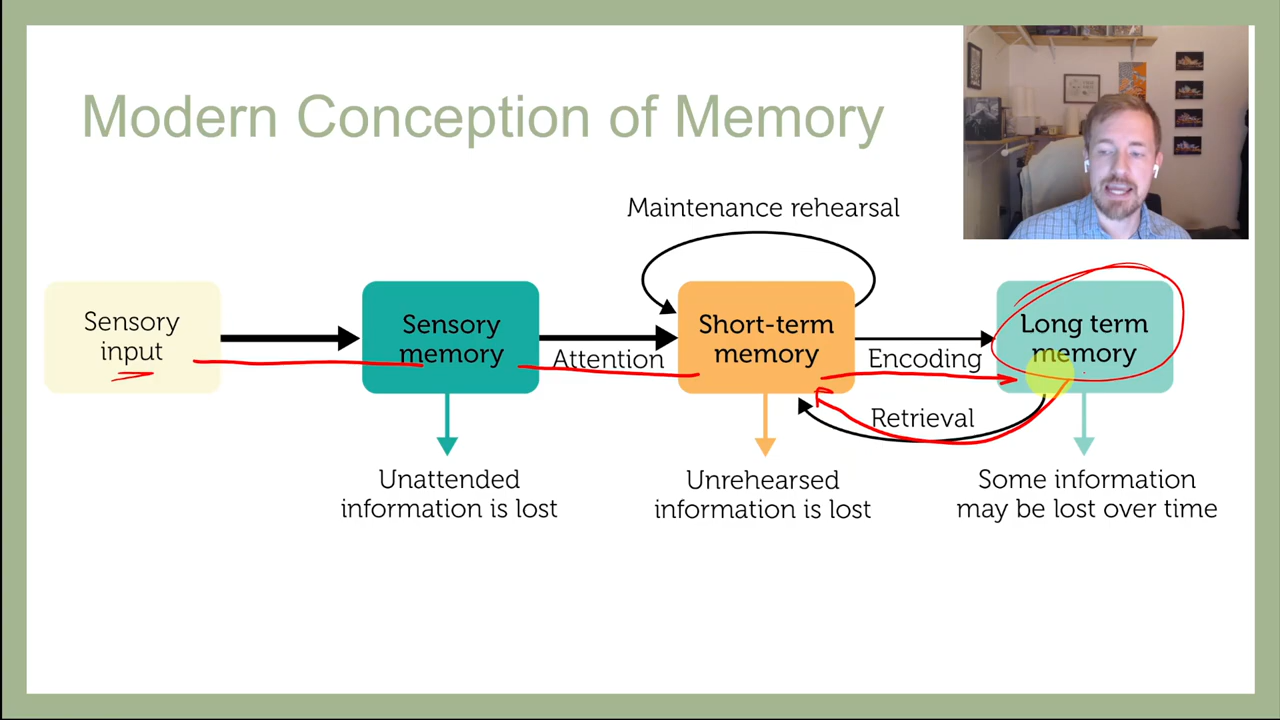 Modern Conception of Memory
Maintenance rehearsal
Sensory
input
Sensory
memory
Attention
Short-term
memory
Encoding
Long term
memory
Retrieval
Unattended
information is lost
Unrehearsed
information is lost
Some information
may be lost over time